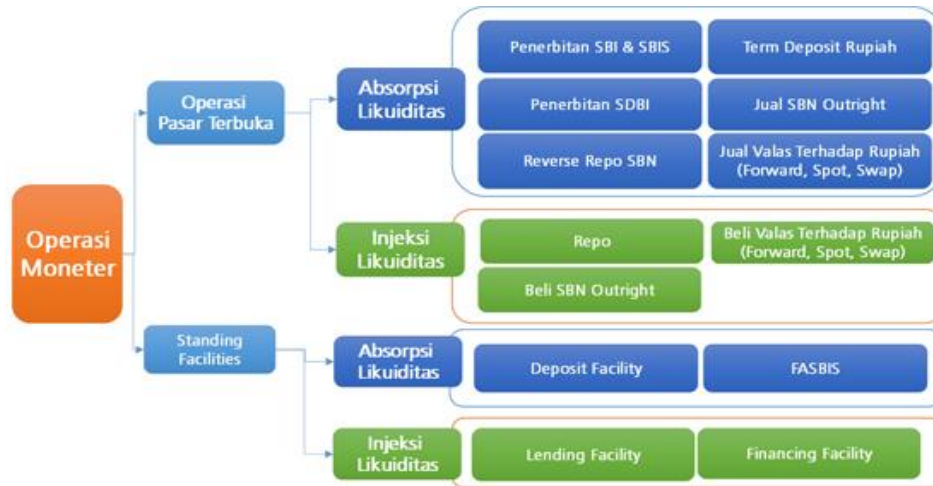 Operasi
Moneter
Operasi
Pasar Terbuka
Absorpsi
Likuiditas
Penerbitan SBI & SBIS
Term Deposit Rupiah
Penerbitan SDBI
Jual SBN Outright
Reverse Repo SBN
Jual Valas Terhadap Rupiah
(Forward, Spot, Swap)
Injeksi
Likuiditas
Repo
Beli Valas Terhadap Rupiah
(Forward, Spot, Swap)
Beli SBN Outright
Standing
Facilities
Absorpsi
Likuiditas
Deposit Facility
FASBIS
Injeksi
Likuiditas
Lending Facility
Financing Facility